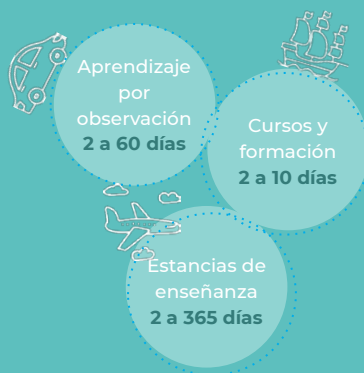 Aprendizaje
por
observación
2 a 60 días
Cursos y
formación
2 a 10 días
Estancias de
enseñanza
2 a 365 días